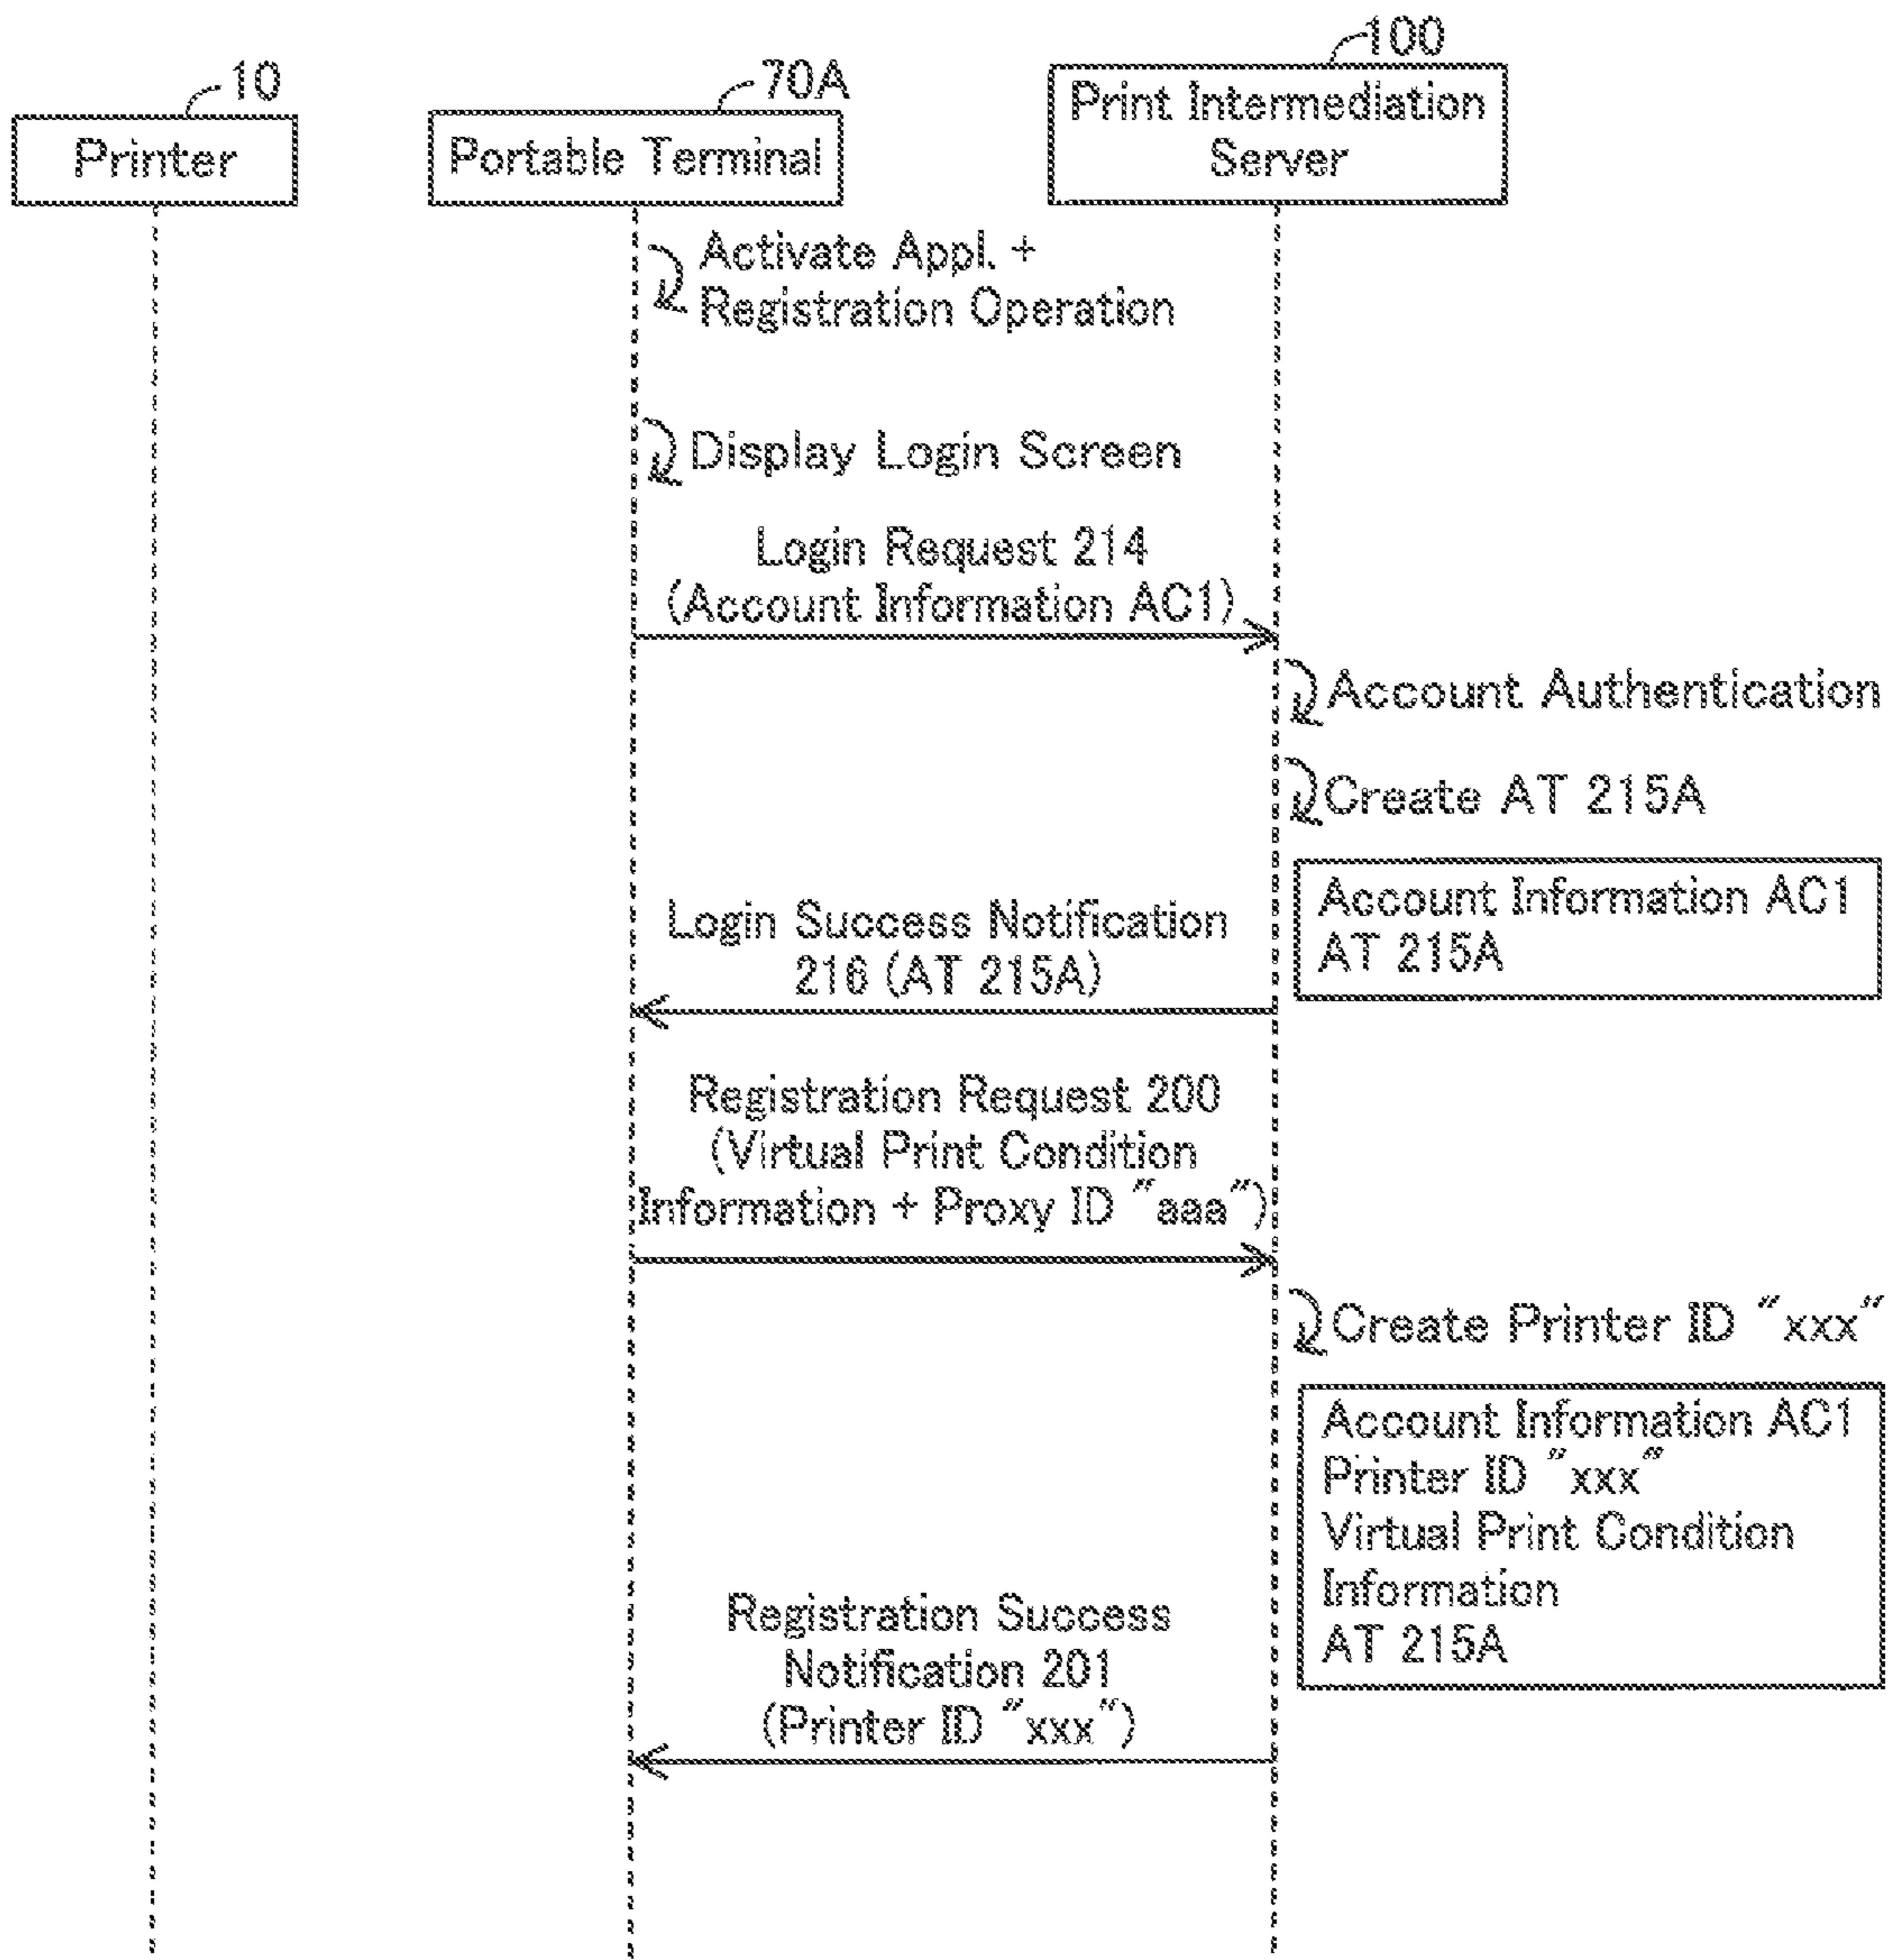 10
70A
100
Printer
Portable Terminal
Print Intermediation
Server
Activate Appl. +
Registration Operation
Display Login Screen
Login Request 214
(Account Information AC1)
Account Authentication
Create AT 215A
Account Information AC1
AT 215A
Login Success Notification
216 (AT 215A)
Registration Request 200
(Virtual Print Condition
Information + Proxy ID "aaa")
Create Printer ID "xxx"
Account Information AC1
Printer ID "xxx"
Virtual Print Condition
Information
AT 215A
Registration Success
Notification 201
(Printer ID "xxx")